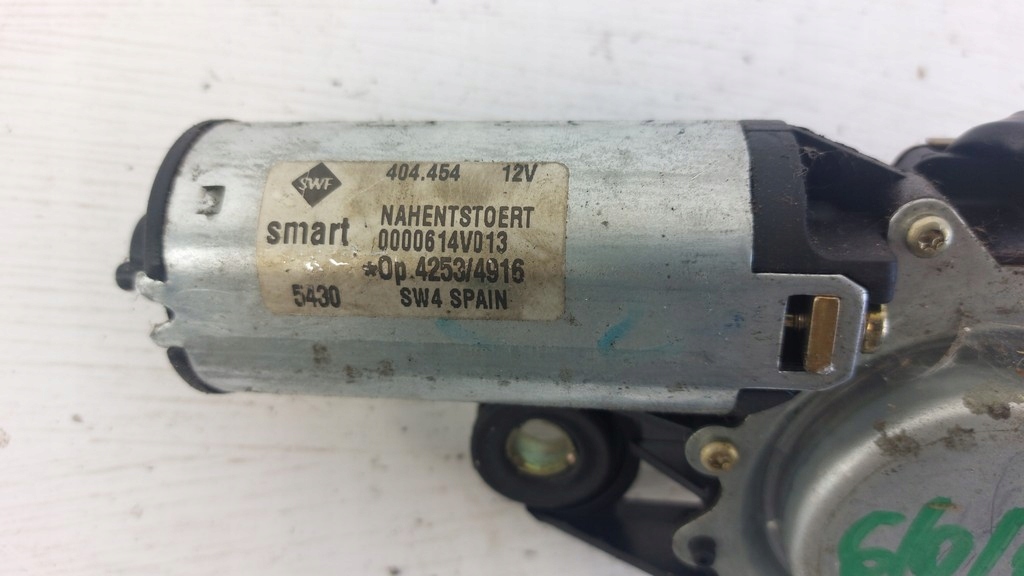 SWF 404.454 12V
smart NAHENTSTOERT
0000614V013
*Op.4253/4916
5430 SW4 SPAIN